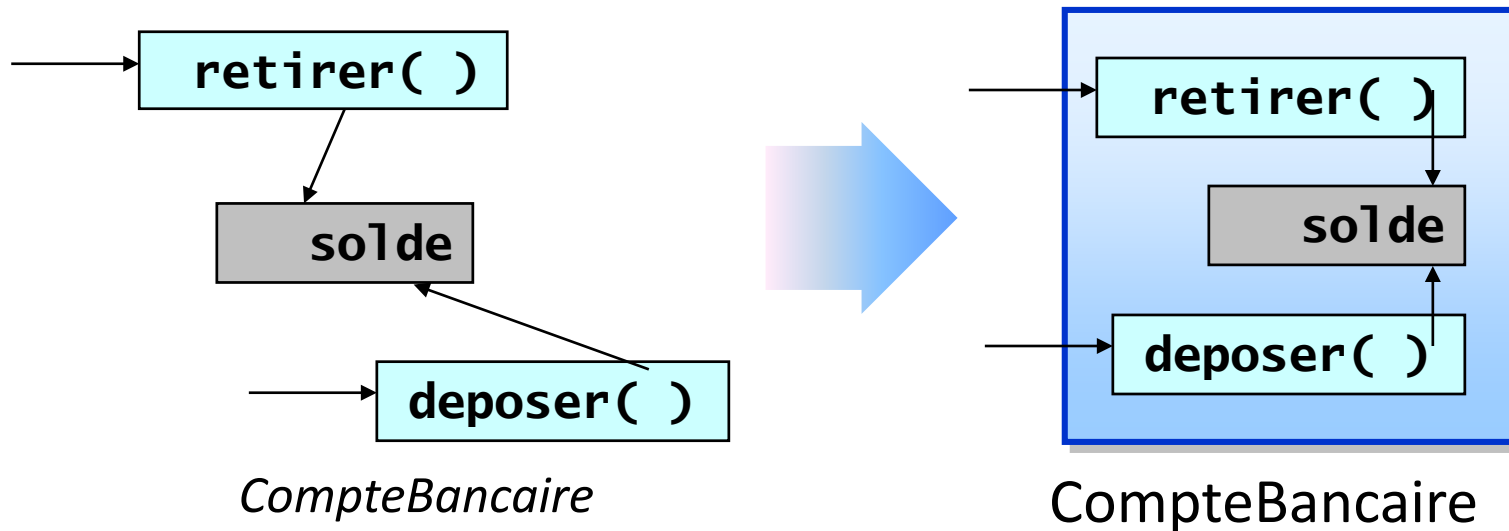 retirer( )
solde
deposer( )
CompteBancaire
retirer( )
solde
deposer( )
CompteBancaire